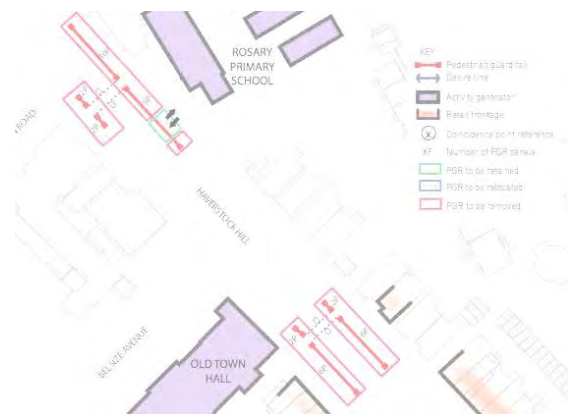 ROSARY
PRIMARY
SCHOOL
ROAD
HAVERSTOCK HILL
BELSIZE AVENUE
OLD TOWN
HALL
KEY
Pedestrian guard rail
Desire line
Activity generator
Retail frontage
X Coincidence point reference
XP Number of PGR panels
PGR to be retained
PGR to be relocated
PGR to be removed